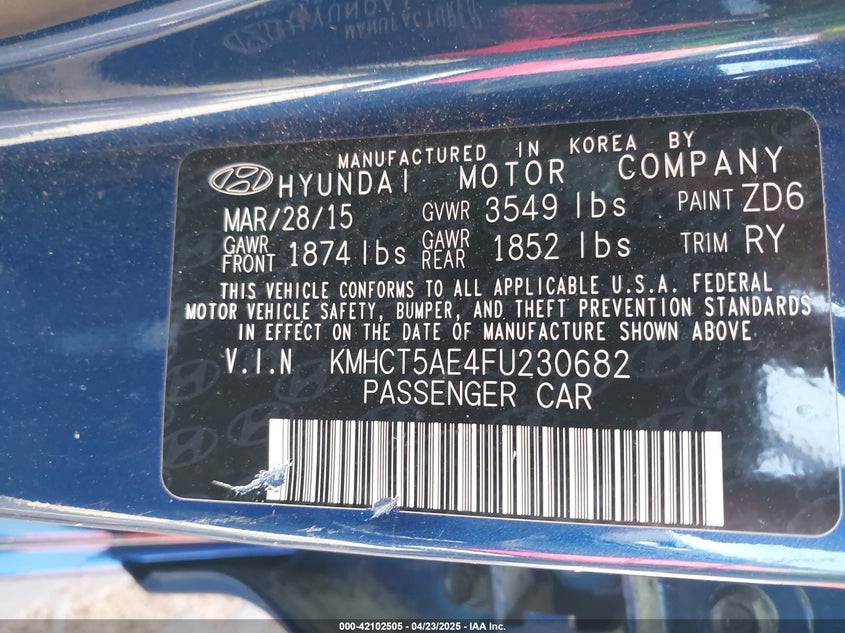 MANUFACTURED IN KOREA BY
HYUNDAI MOTOR COMPANY
MAR/28/15 GVWR 3549 lbs PAINT ZD6
GAWR FRONT 1874 lbs GAWR REAR 1852 lbs TRIM RY
THIS VEHICLE CONFORMS TO ALL APPLICABLE U.S.A. FEDERAL
MOTOR VEHICLE SAFETY, BUMPER, AND THEFT PREVENTION STANDARDS
IN EFFECT ON THE DATE OF MANUFACTURE SHOWN ABOVE
V.I.N KMHCT5AE4FU230682
PASSENGER CAR
000-42102505 - 04/23/2025 - IAA Inc.